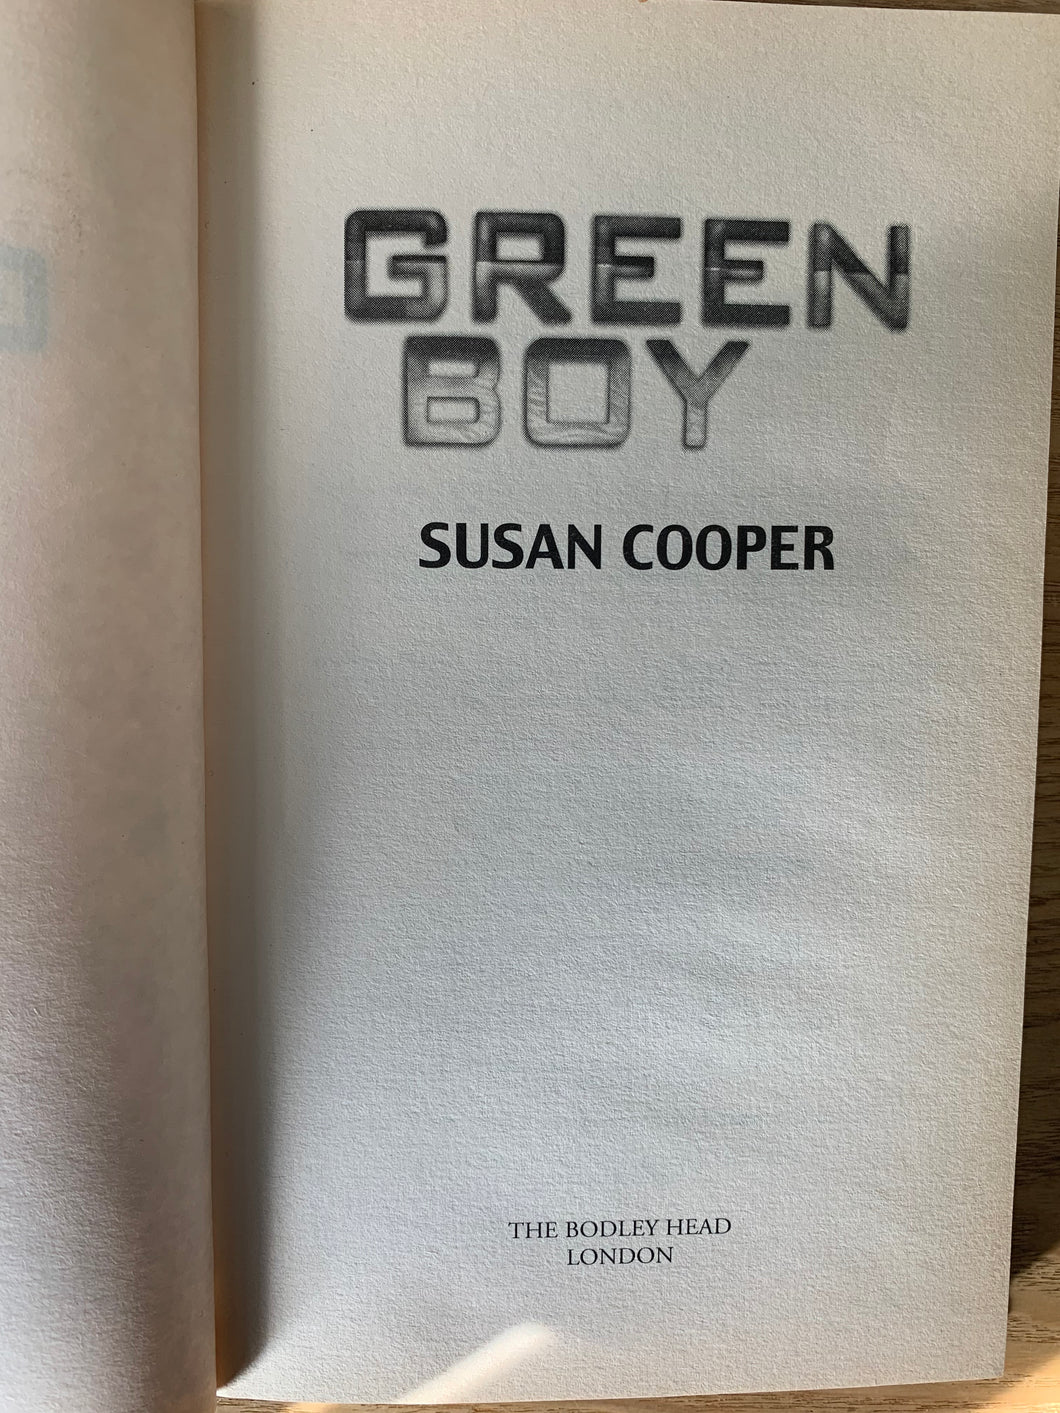 GREEN
BOY
SUSAN COOPER
THE BODLEY HEAD
LONDON